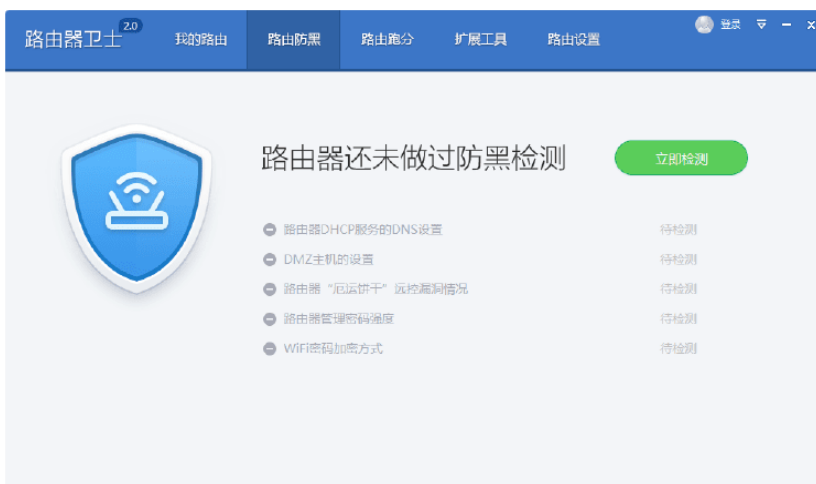 路由器卫士 2.0 我的路由 路由防黑 路由跑分 扩展工具 路由设置 登录
路由器还未做过防黑检测 立即检测
路由器DHCP服务的DNS设置 待检测
DMZ主机的设置 待检测
路由器“厄运饼干”远控漏洞情况 待检测
路由器管理密码强度 待检测
WiFi密码加密方式 待检测